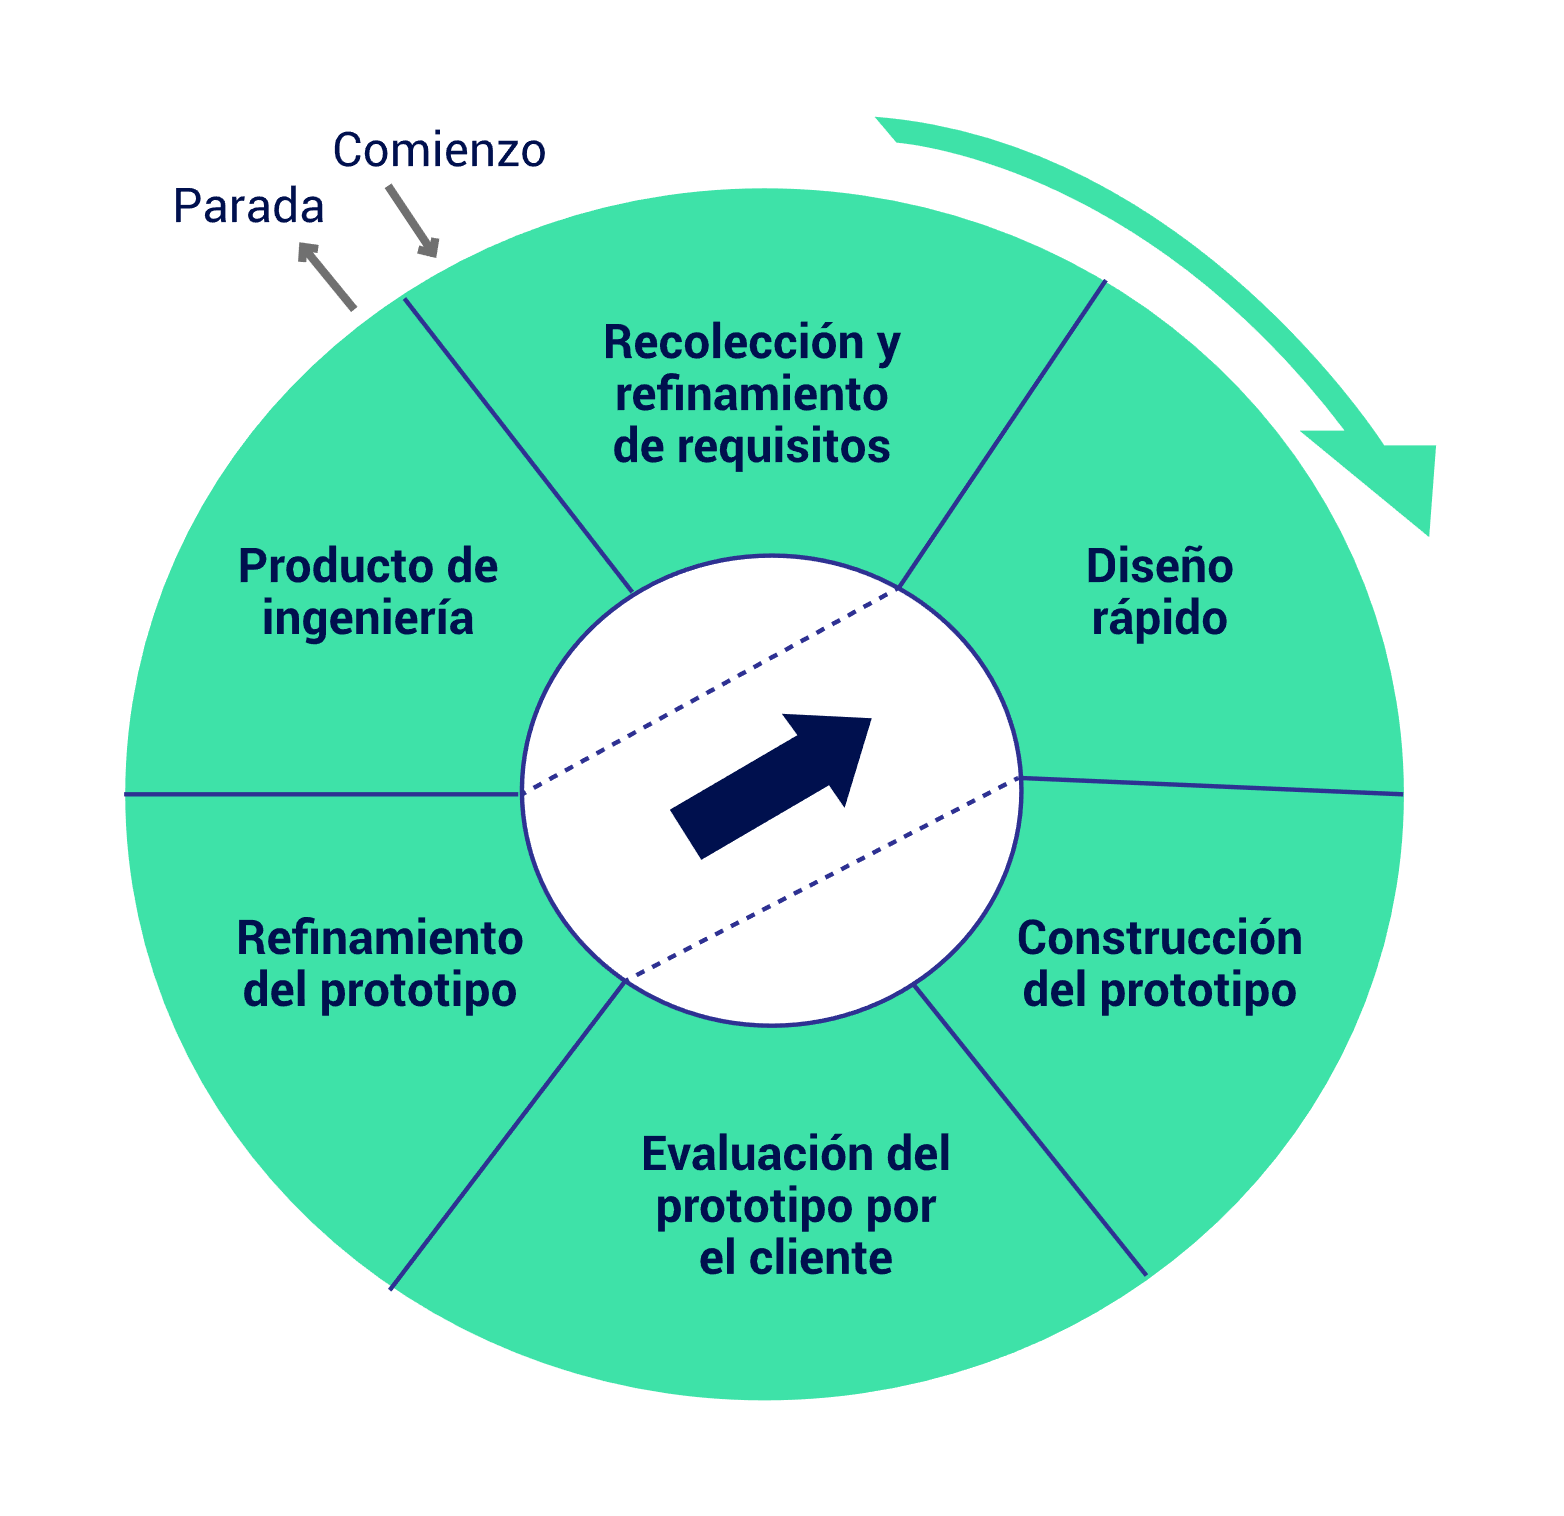 Comienzo
Parada
Recolección y
refinamiento
de requisitos
Diseño
rápido
Construcción
del prototipo
Evaluación del
prototipo por
el cliente
Refinamiento
del prototipo
Producto de
ingeniería